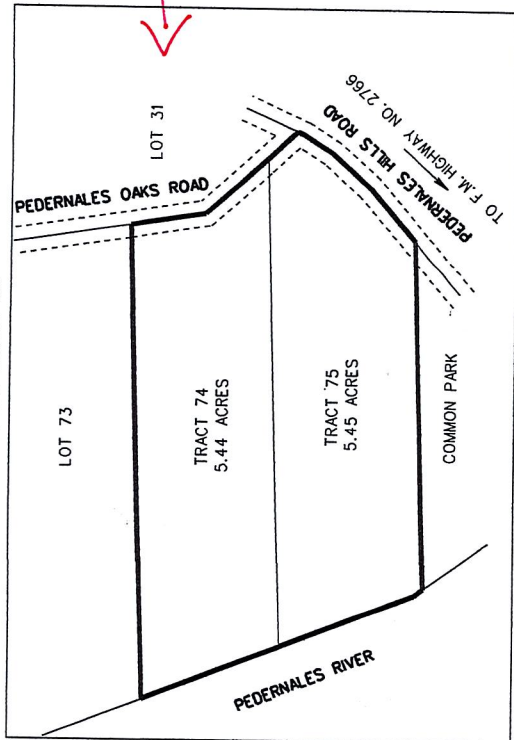 LOT 31
TO F.M. HIGHWAY NO. 2766
PEDERNALES HILLS ROAD
PEDERNALES OAKS ROAD
LOT 73
TRACT 74
5.44 ACRES
TRACT 75
5.45 ACRES
COMMON PARK
PEDERNALES RIVER